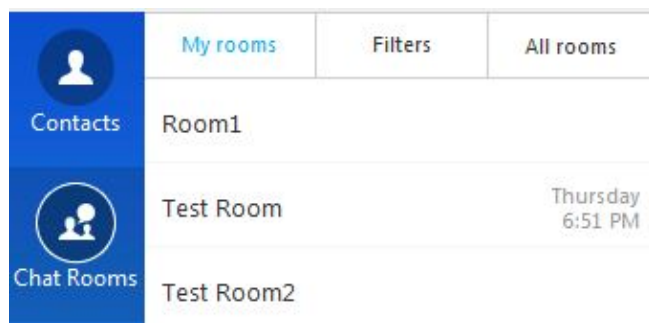 My rooms
Filters
All rooms
Contacts
Room1
Test Room
Thursday
6:51 PM
Chat Rooms
Test Room2